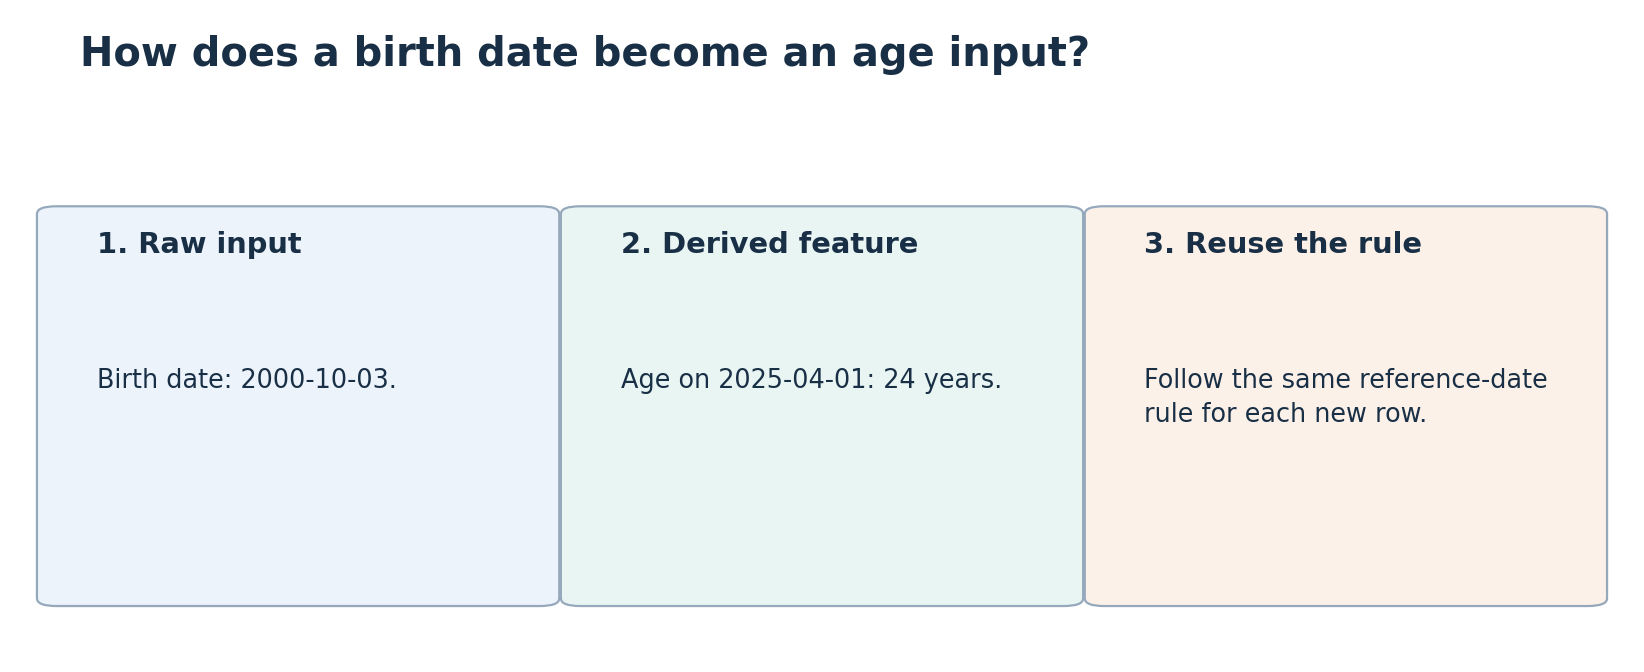 How does a birth date become an age input?
1. Raw input
Birth date: 2000-10-03.
2. Derived feature
Age on 2025-04-01: 24 years.
3. Reuse the rule
Follow the same reference-date
rule for each new row.